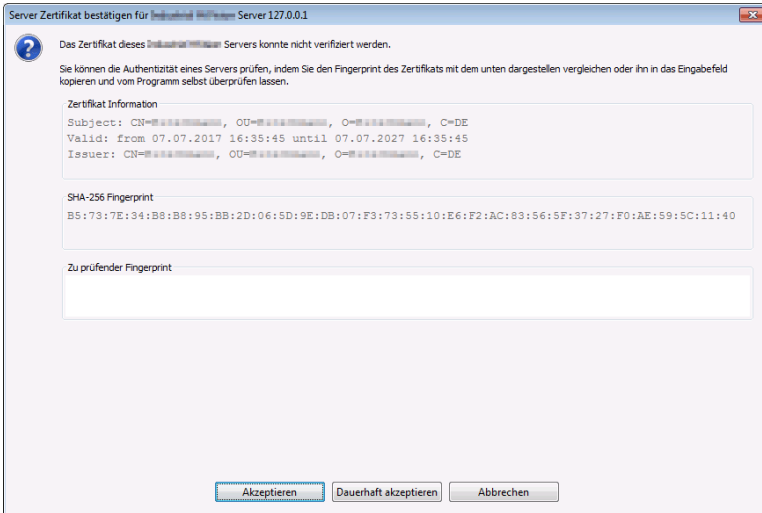 Server Zertifikat bestätigen für Server 127.0.0.1
Das Zertifikat dieses Servers konnte nicht verifiziert werden.
Sie können die Authentizität eines Servers prüfen, indem Sie den Fingerprint des Zertifikats mit dem unten dargestellen vergleichen oder ihn in das Eingabefeld
kopieren und vom Programm selbst überprüfen lassen.
Zertifikat Information
Subject: CN= , OU= , O= , C=DE
Valid: from 07.07.2017 16:35:45 until 07.07.2027 16:35:45
Issuer: CN= , OU= , O= , C=DE
SHA-256 Fingerprint
B5:73:7E:34:B8:B8:95:BB:2D:06:5D:9E:DB:07:F3:73:55:10:E6:F2:AC:83:56:5F:37:27:F0:AE:59:5C:11:40
Zu prüfender Fingerprint
Akzeptieren Dauerhaft akzeptieren Abbrechen